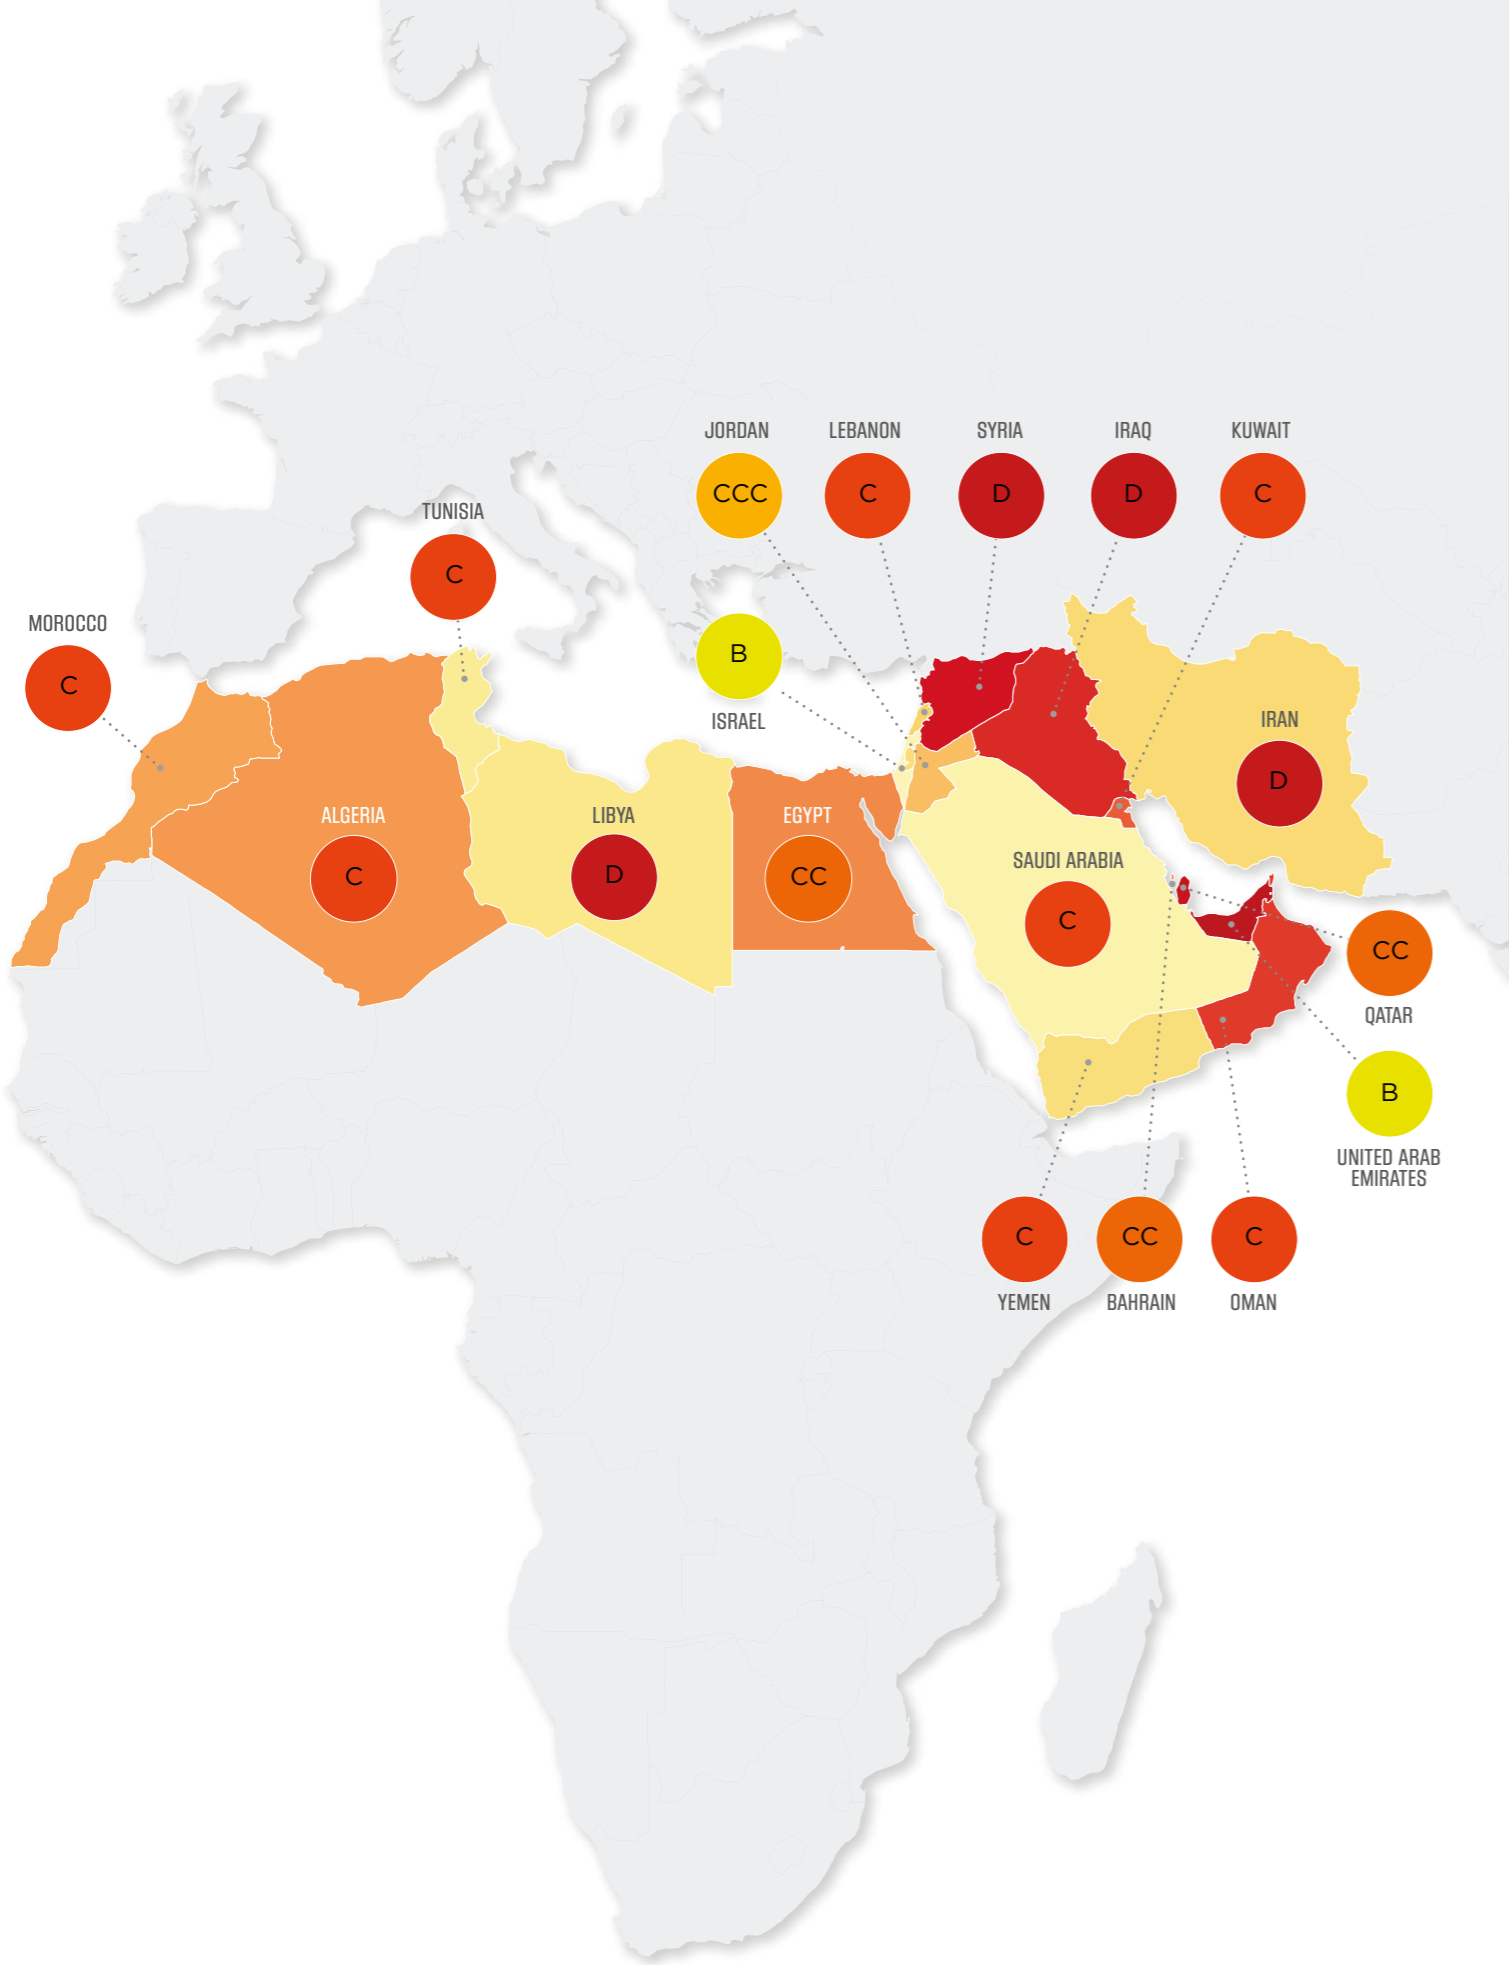 JORDAN
CCC
LEBANON
C
SYRIA
D
IRAQ
D
KUWAIT
C
TUNISIA
C
MOROCCO
C
B
ISRAEL
IRAN
D
ALGERIA
C
LIBYA
D
EGYPT
CC
SAUDI ARABIA
C
CC
QATAR
B
UNITED ARAB
EMIRATES
C
YEMEN
CC
BAHRAIN
C
OMAN